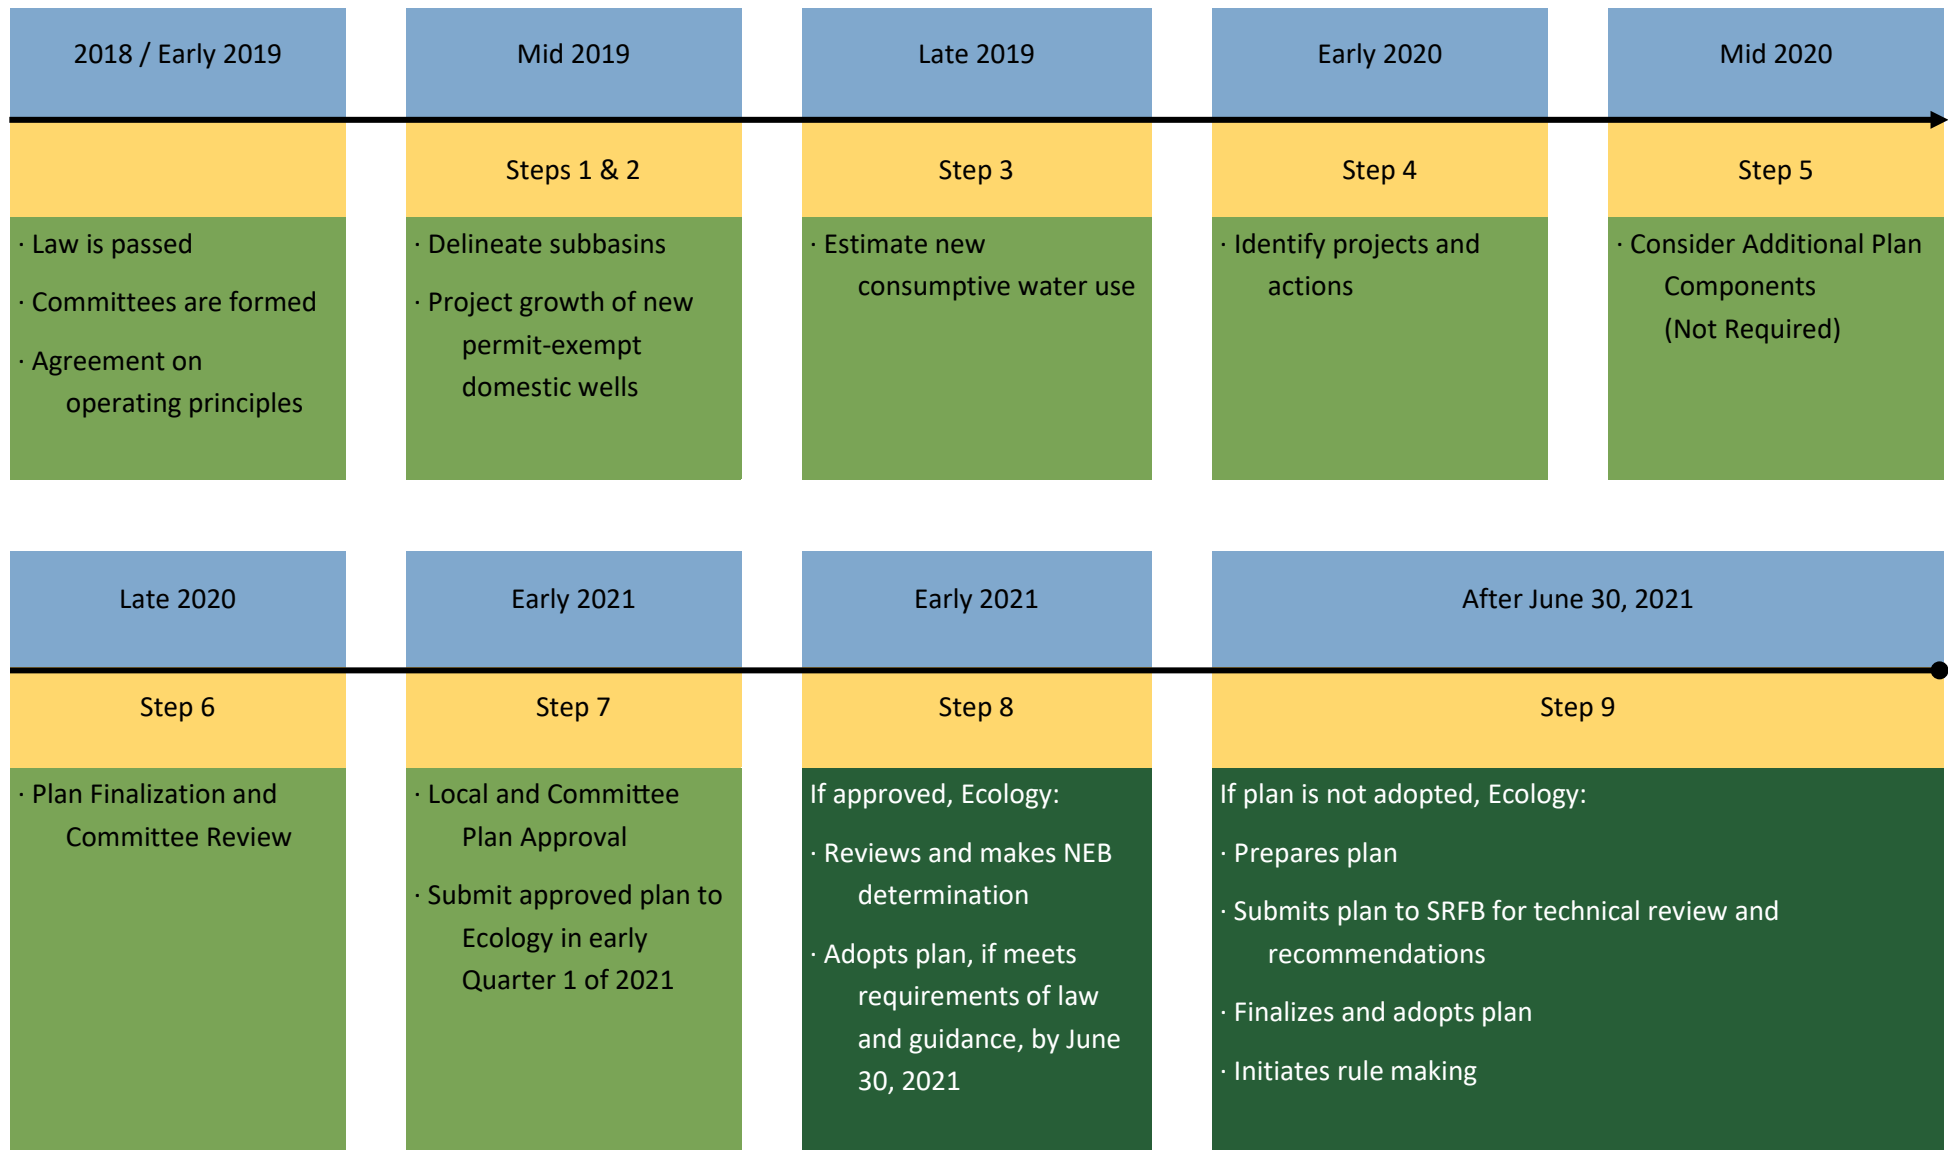 2018 / Early 2019
Mid 2019
Late 2019
Early 2020
Mid 2020
Steps 1 & 2
Step 3
Step 4
Step 5
· Law is passed
· Committees are formed
· Agreement on
operating principles
· Delineate subbasins
· Project growth of new
permit-exempt
domestic wells
· Estimate new
consumptive water use
· Identify projects and
actions
· Consider Additional Plan
Components
(Not Required)
Late 2020
Early 2021
Early 2021
After June 30, 2021
Step 6
Step 7
Step 8
Step 9
· Plan Finalization and
Committee Review
· Local and Committee
Plan Approval
· Submit approved plan to
Ecology in early
Quarter 1 of 2021
If approved, Ecology:
· Reviews and makes NEB
determination
· Adopts plan, if meets
requirements of law
and guidance, by June
30, 2021
If plan is not adopted, Ecology:
· Prepares plan
· Submits plan to SRFB for technical review and
recommendations
· Finalizes and adopts plan
· Initiates rule making